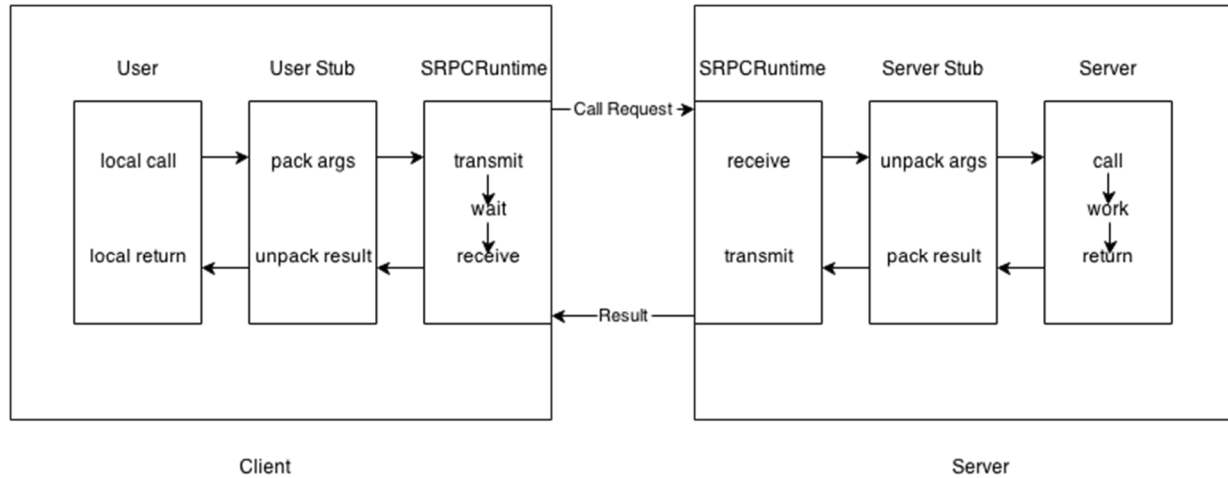 User
User Stub
SRPCRuntime
SRPCRuntime
Server Stub
Server
Call Request
local call
pack args
transmit
receive
unpack args
call
wait
work
local return
unpack result
receive
transmit
pack result
return
Result
Client
Server